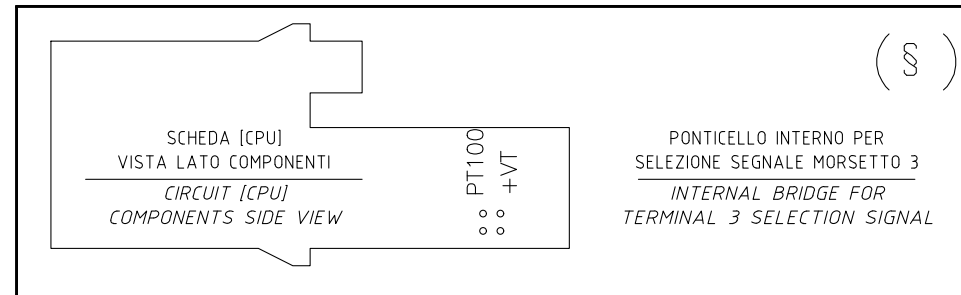 ( § )
SCHEDA [CPU]
VISTA LATO COMPONENTI
CIRCUIT [CPU]
COMPONENTS SIDE VIEW
PT100
+VT
PONTICELLO INTERNO PER
SELEZIONE SEGNALE MORSETTO 3
INTERNAL BRIDGE FOR
TERMINAL 3 SELECTION SIGNAL